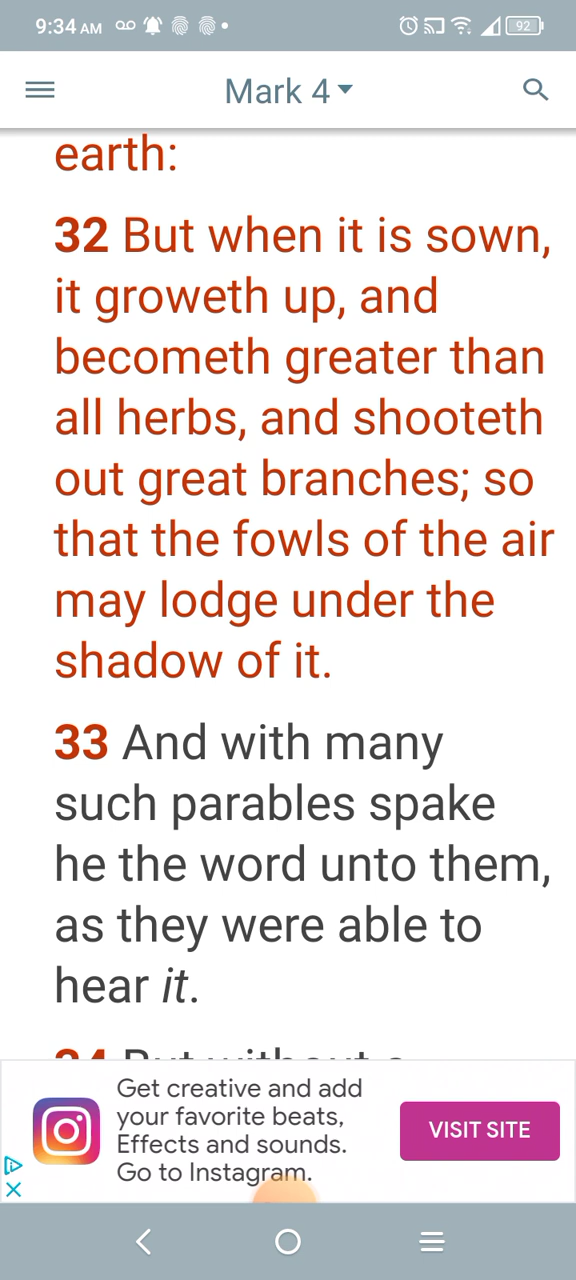 9:34 AM
92
Mark 4
earth:
32 But when it is sown,
it groweth up, and
becometh greater than
all herbs, and shooteth
out great branches; so
that the fowls of the air
may lodge under the
shadow of it.
33 And with many
such parables spake
he the word unto them,
as they were able to
hear it.
34 But without a
Get creative and add
your favorite beats,
Effects and sounds.
Go to Instagram.
VISIT SITE